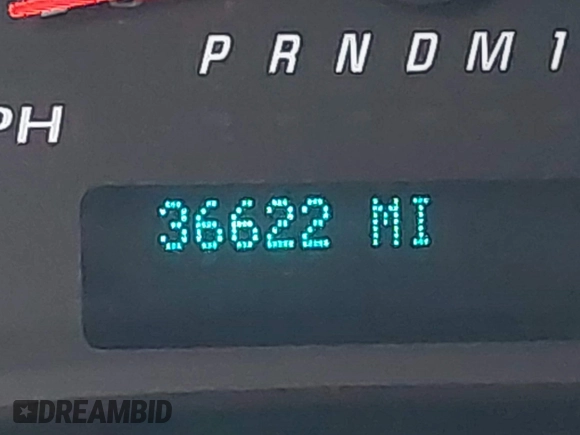 P R N D M 1
PH
36622 MI
DREAMBID